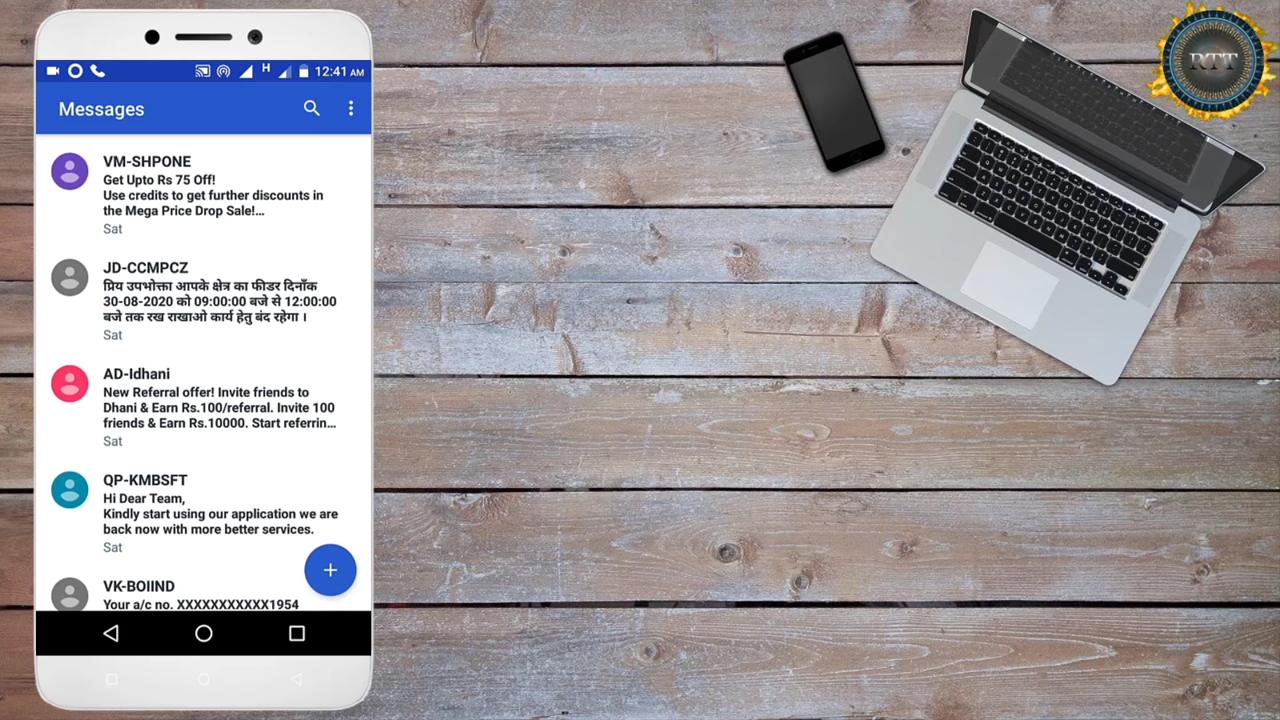 RTT
H
12:41 AM
Messages
VM-SHPONE
Get Upto Rs 75 Off!
Use credits to get further discounts in
the Mega Price Drop Sale!...
Sat
JD-CCMPCZ
प्रिय उपभोक्ता आपके क्षेत्र का फीडर दिनाँक
30-08-2020 को 09:00:00 बजे से 12:00:00
बजे तक रख राखाओ कार्य हेतु बंद रहेगा ।
Sat
AD-Idhani
New Referral offer! Invite friends to
Dhani & Earn Rs.100/referral. Invite 100
friends & Earn Rs.10000. Start referrin...
Sat
QP-KMBSFT
Hi Dear Team,
Kindly start using our application we are
back now with more better services.
Sat
VK-BOIIND
Your a/c no. XXXXXXXXXXX1954